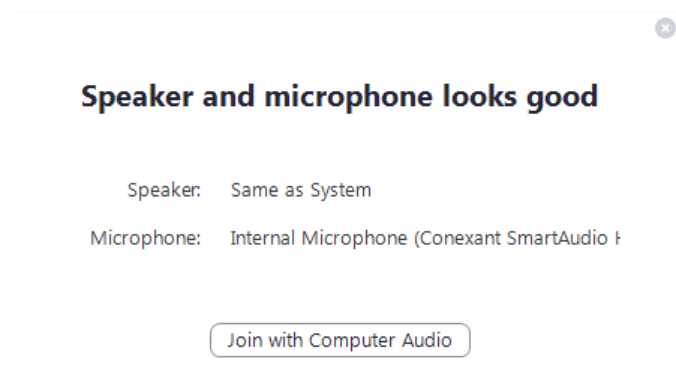 Speaker and microphone looks good
Speaker: Same as System
Microphone: Internal Microphone (Conexant SmartAudio
Join with Computer Audio